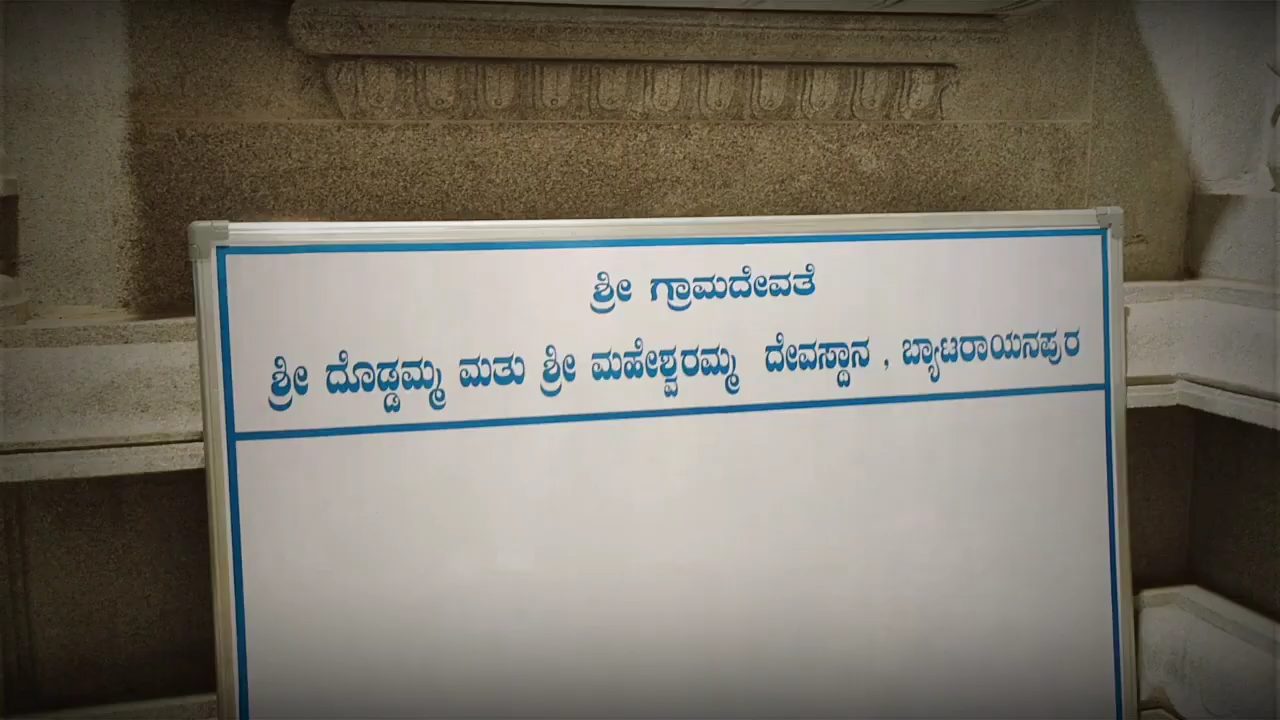 ಶ್ರೀ ಗ್ರಾಮದೇವತೆ
ಶ್ರೀ ದೊಡ್ಡಮ್ಮ ಮತು ಶ್ರೀ ಮಹೇಶ್ವರಮ್ಮ ದೇವಸ್ಥಾನ , ಬ್ಯಾಟರಾಯನಪುರ